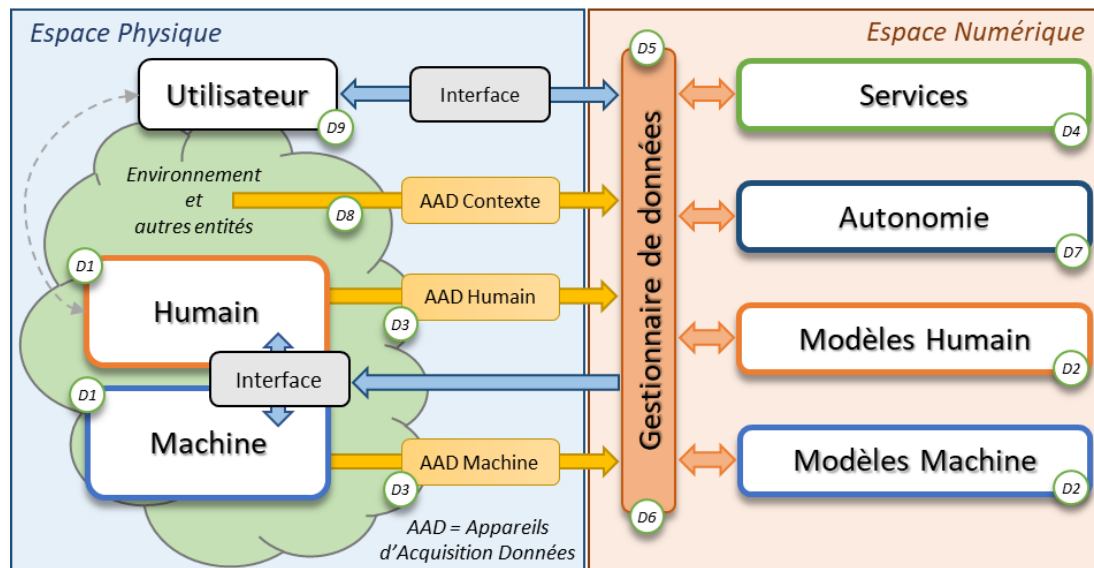 Espace Physique
Espace Numérique
D5
Utilisateur
D9
Interface
Services
D4
Environnement
et
autres entités
D8
AAD Contexte
Gestionnaire de données
Autonomie
D7
D1
Humain
AAD Humain
D3
Modèles Humain
D2
Interface
D1
Machine
AAD Machine
D3
Modèles Machine
D2
D6
AAD = Appareils
d'Acquisition Données